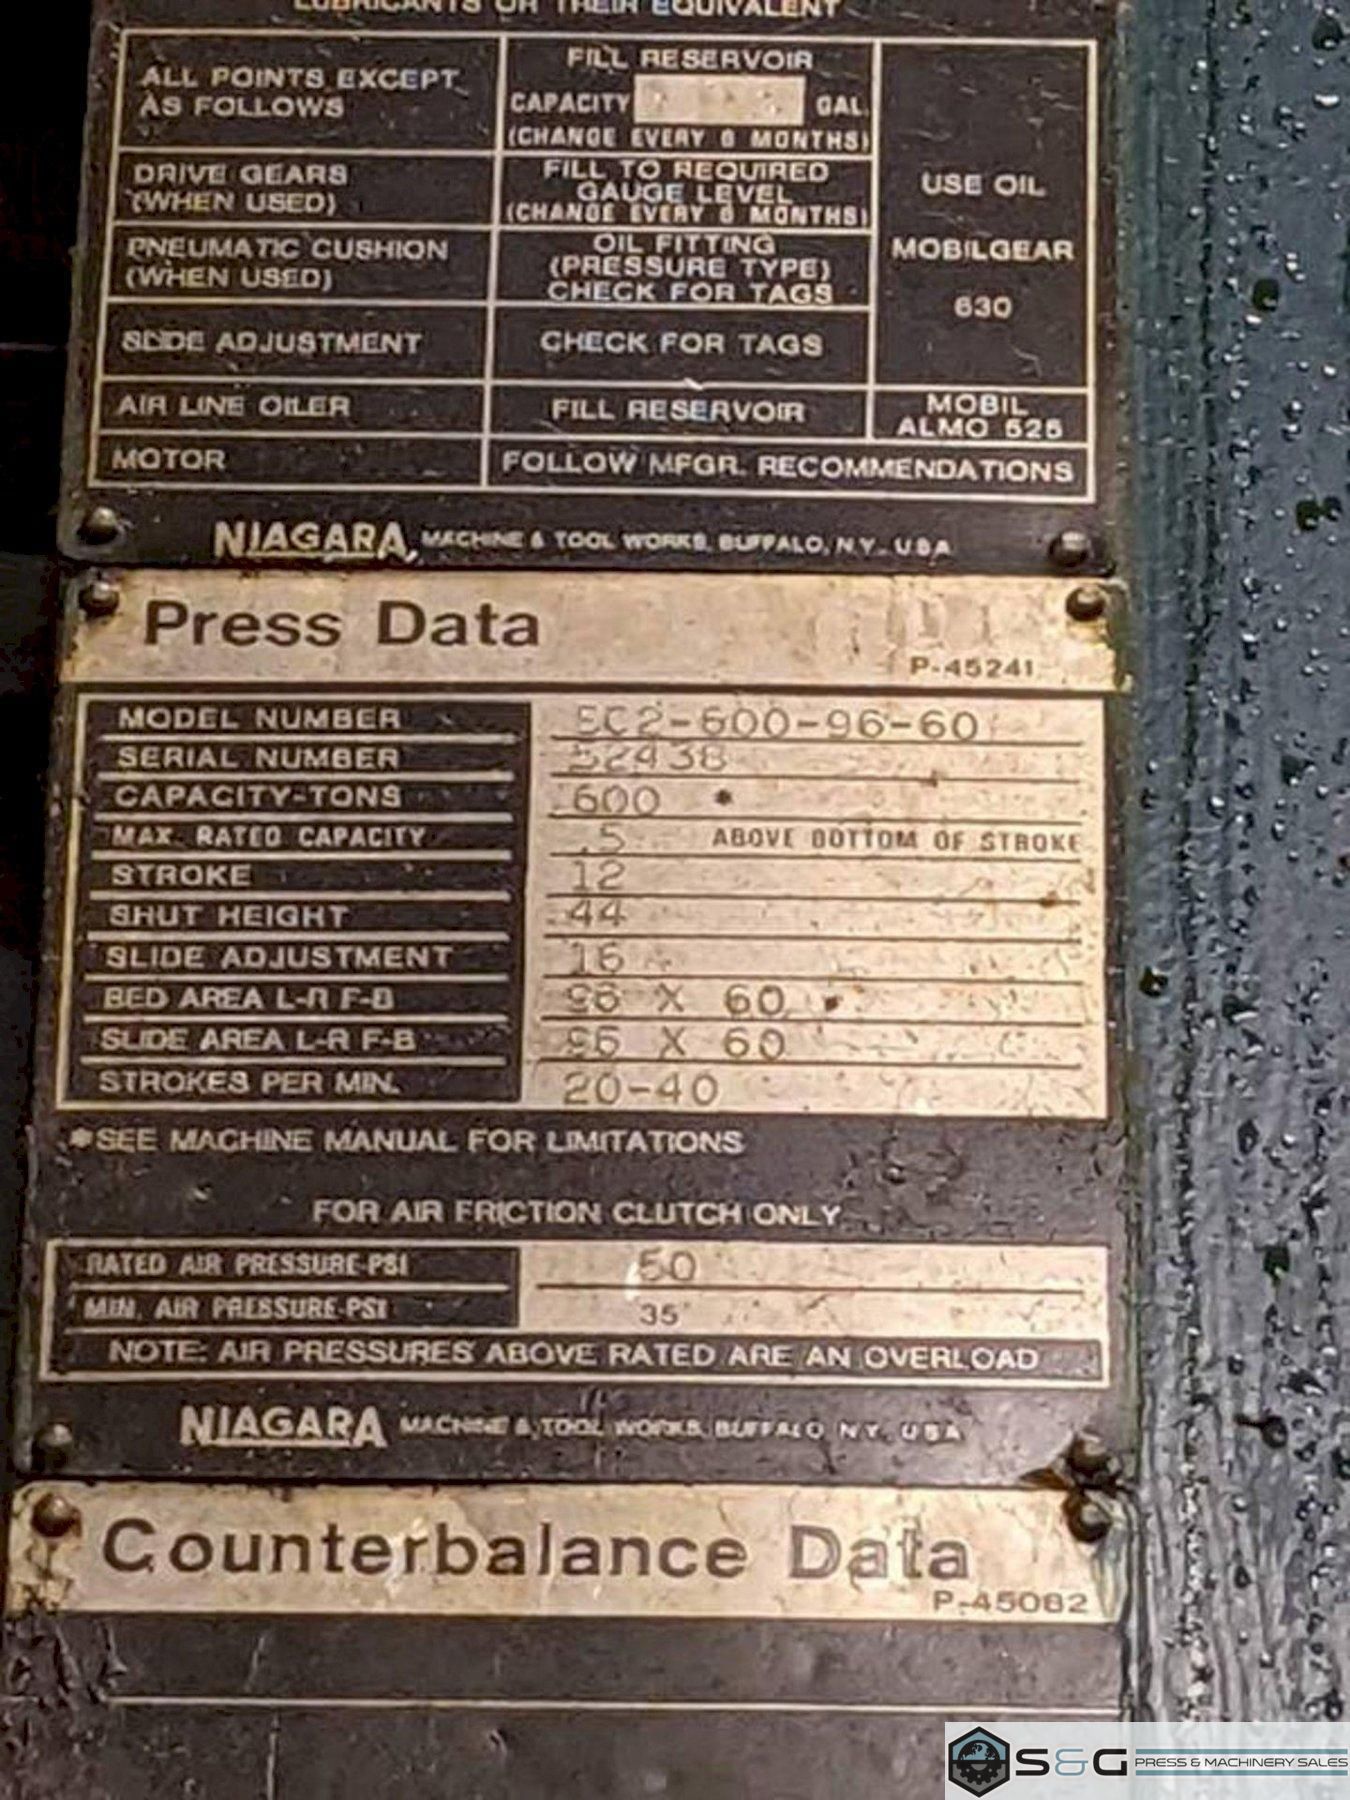 LUBRICANTS OR THEIR EQUIVALENT
ALL POINTS EXCEPT
AS FOLLOWS
FILL RESERVOIR
CAPACITY GAL.
(CHANGE EVERY 6 MONTHS)
DRIVE GEARS
(WHEN USED)
FILL TO REQUIRED
GAUGE LEVEL
(CHANGE EVERY 6 MONTHS)
PNEUMATIC CUSHION
(WHEN USED)
OIL FITTING
(PRESSURE TYPE)
CHECK FOR TAGS
SLIDE ADJUSTMENT
CHECK FOR TAGS
USE OIL
MOBILGEAR
630
AIR LINE OILER
FILL RESERVOIR
MOBIL
ALMO 525
MOTOR
FOLLOW MFGR. RECOMMENDATIONS
NIAGARA, MACHINE & TOOL WORKS, BUFFALO, N.Y. USA
Press Data
P-45241
MODEL NUMBER SC2-600-96-60
SERIAL NUMBER 52438
CAPACITY-TONS 600 *
MAX. RATED CAPACITY .5 ABOVE BOTTOM OF STROKE
STROKE 12
SHUT HEIGHT 44
SLIDE ADJUSTMENT 16
BED AREA L-R F-B 96 X 60
SLIDE AREA L-R F-B 96 X 60
STROKES PER MIN. 20-40
*SEE MACHINE MANUAL FOR LIMITATIONS
FOR AIR FRICTION CLUTCH ONLY
RATED AIR PRESSURE-PSI 50
MIN. AIR PRESSURE-PSI 35
NOTE: AIR PRESSURES ABOVE RATED ARE AN OVERLOAD
NIAGARA MACHINE & TOOL WORKS, BUFFALO N.Y. USA
Counterbalance Data
P-45082
S&G PRESS & MACHINERY SALES